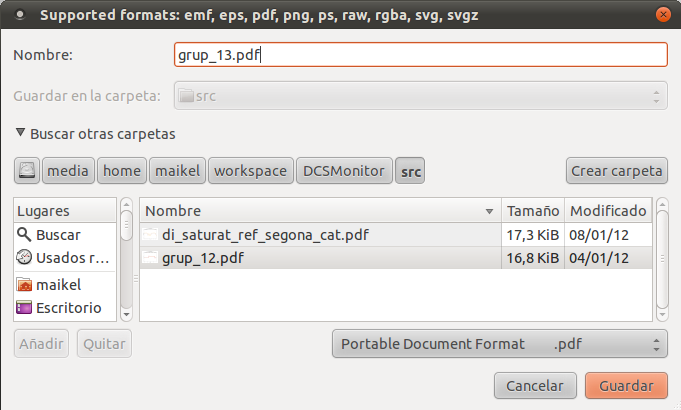 Supported formats: emf, eps, pdf, png, ps, raw, rgba, svg, svgz
Nombre: grup_13.pdf
Guardar en la carpeta: src
Buscar otras carpetas
media home maikel workspace DCSMonitor src Crear carpeta
Lugares Nombre Tamaño Modificado
Buscar di_saturat_ref_segona_cat.pdf 17,3 KiB 08/01/12
Usados r... grup_12.pdf 16,8 KiB 04/01/12
maikel
Escritorio
Añadir Quitar Portable Document Format .pdf
Cancelar Guardar